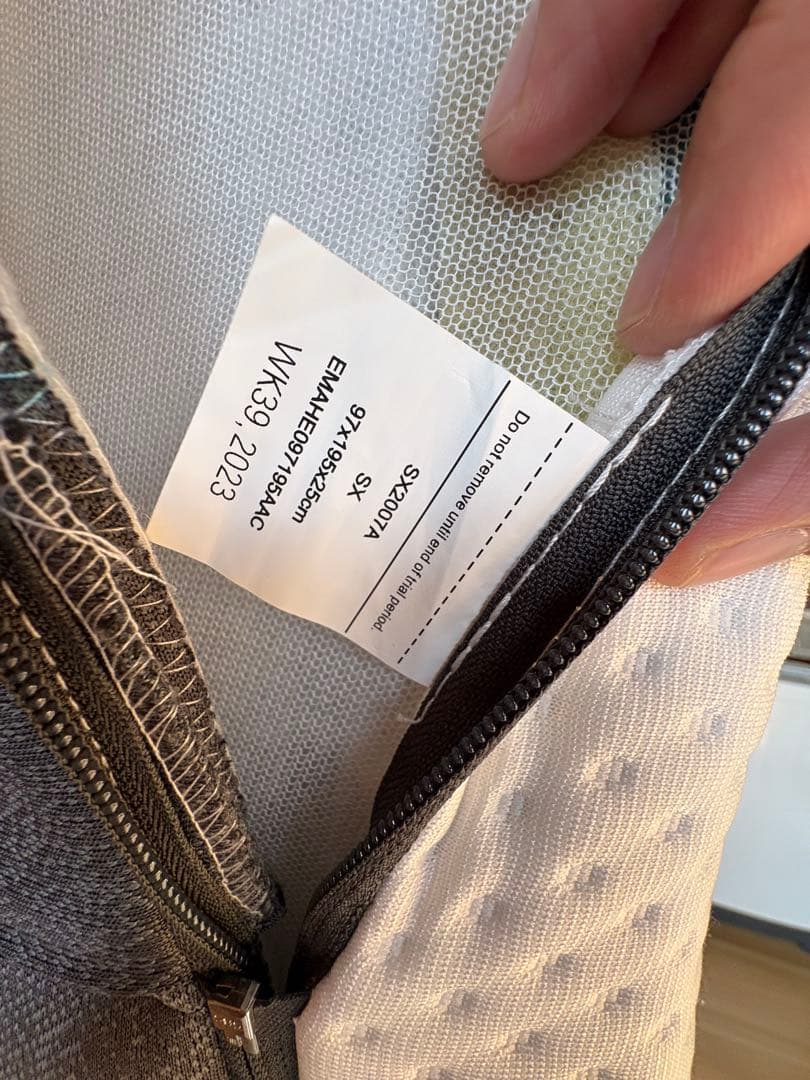 Do not remove until end of trial period.
SX2007A
SX
97x195x25cm
EMAHE097195AAC
WK39, 2023